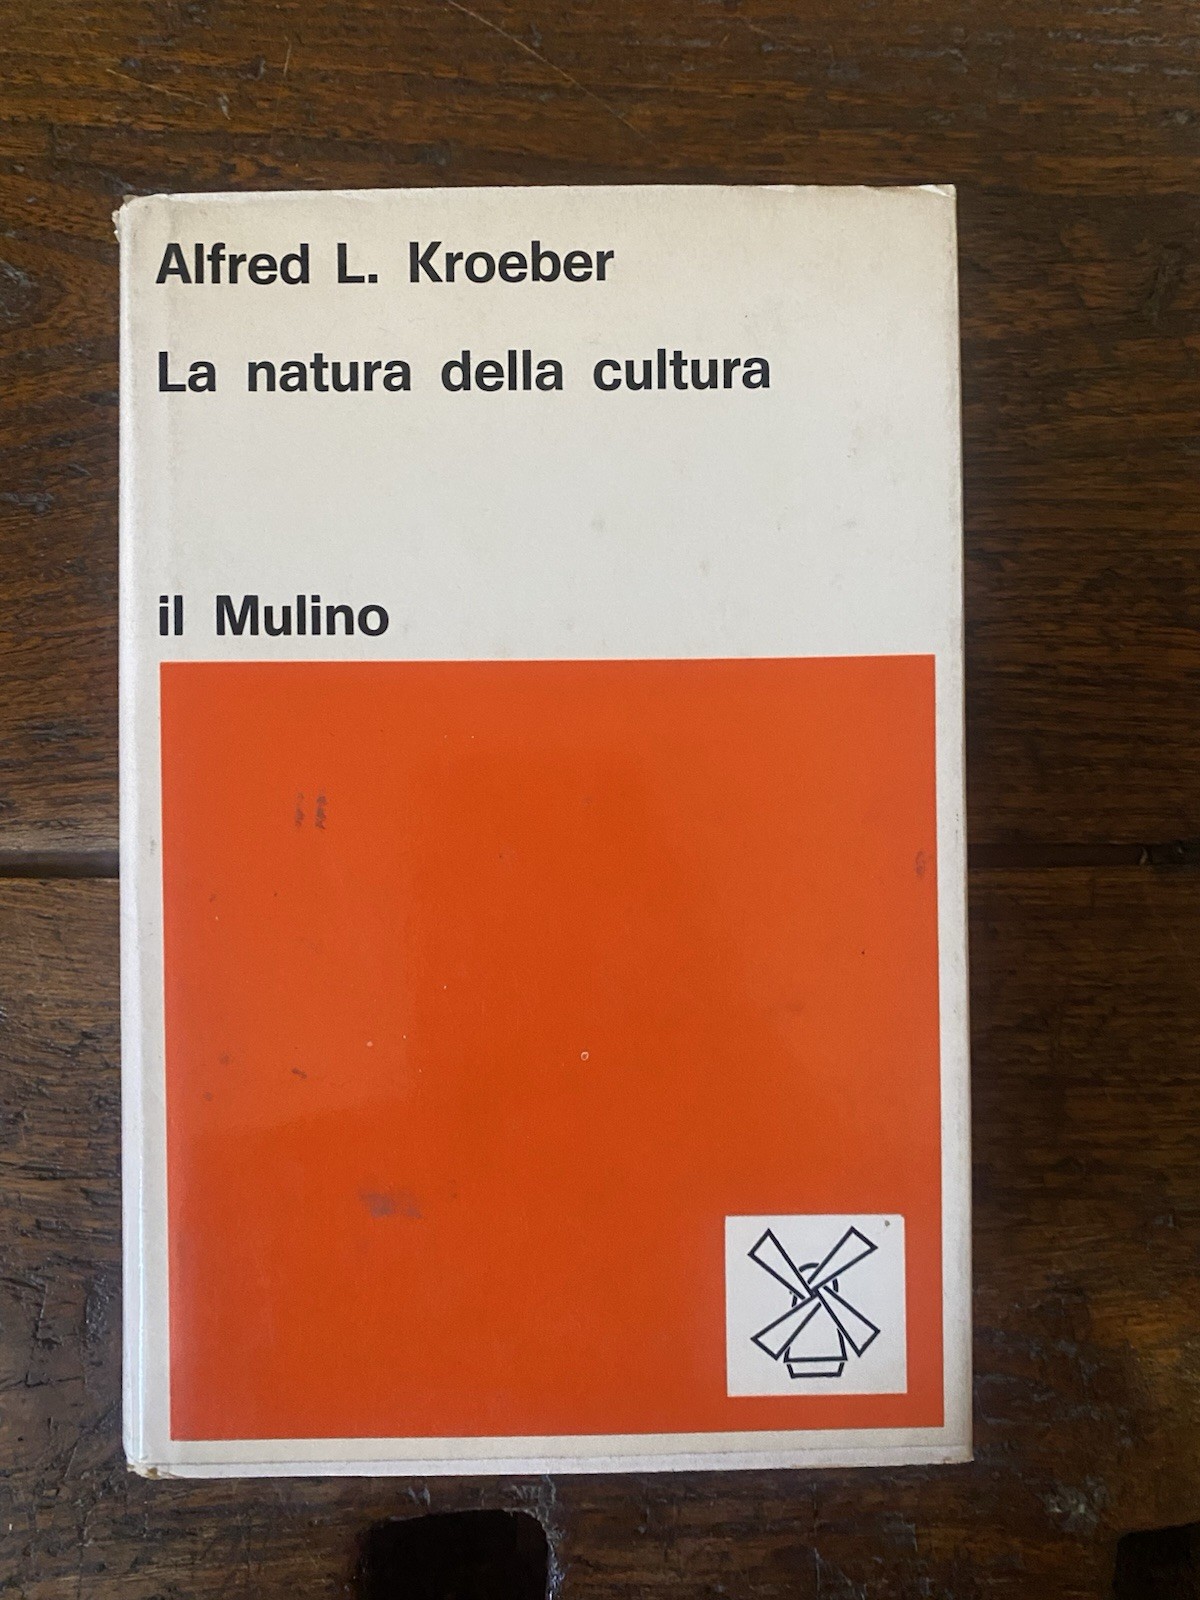 Alfred L. Kroeber
La natura della cultura
il Mulino